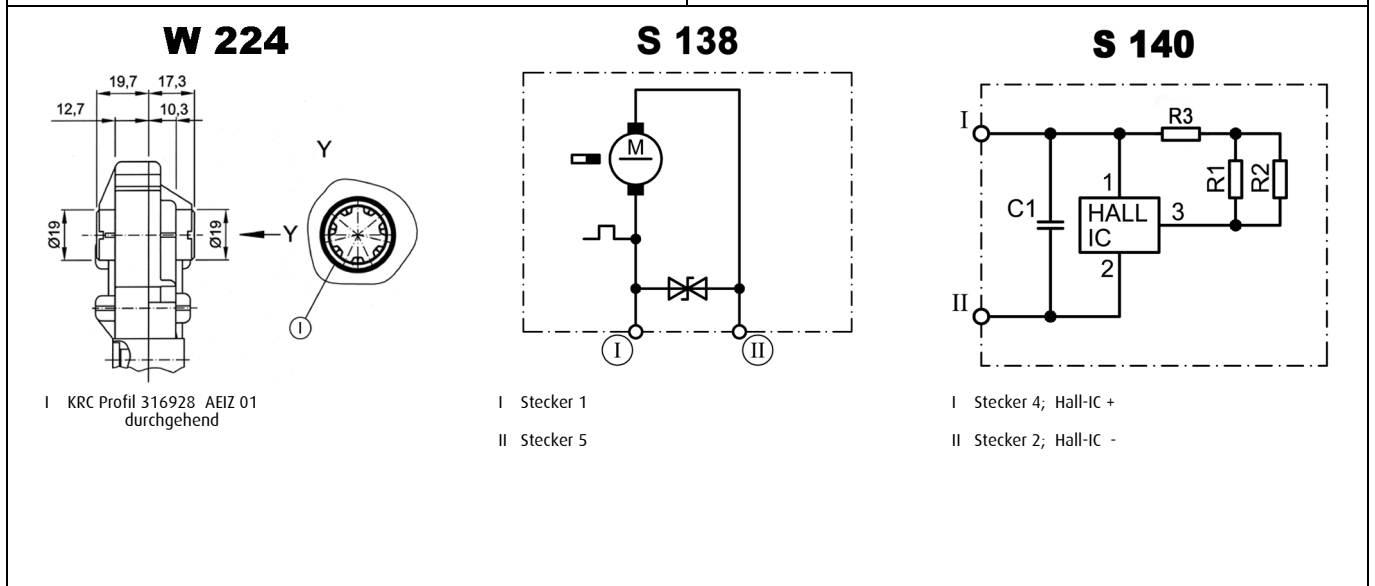 W 224
19,7 17,3
12,7 10,3
Ø19
Ø19
Y
Y
I
I KRC Profil 316928 AEIZ 01
durchgehend
S 138
M
I
II
I Stecker 1
II Stecker 5
S 140
I
R3
R1
R2
C1
1
HALL
IC
3
2
II
I Stecker 4; Hall-IC +
II Stecker 2; Hall-IC -